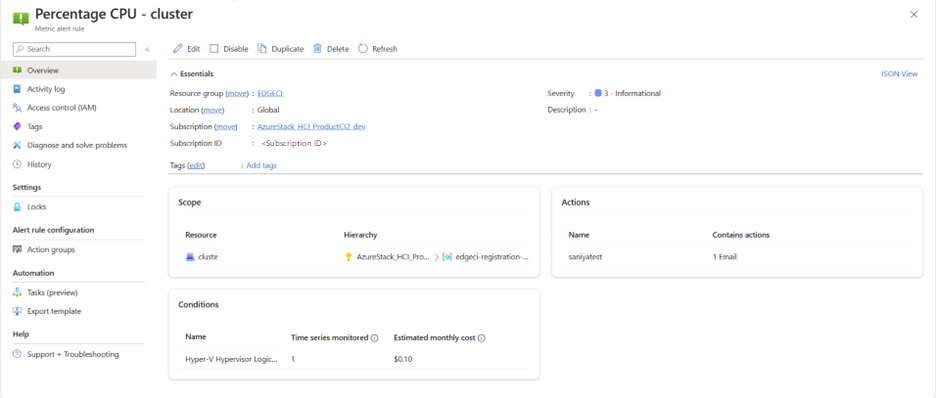 Percentage CPU - cluster
Metric alert rule
Search
«
Overview
Activity log
Access control (IAM)
Tags
Diagnose and solve problems
History
Settings
Locks
Alert rule configuration
Action groups
Automation
Tasks (preview)
Export template
Help
Support + Troubleshooting
Edit Disable Duplicate Delete Refresh
Essentials JSON View
Resource group (move) : EDGECI
Location (move) : Global
Subscription (move) : AzureStack_HCI_ProductCI2_dev
Subscription ID : <Subscription ID>
Severity : 3 - Informational
Description : -
Tags (edit) : Add tags
Scope
Resource Hierarchy
cluste AzureStack_HCI_Pro... > edgeci-registration-...
Actions
Name Contains actions
saniyatest 1 Email
Conditions
Name Time series monitored Estimated monthly cost
Hyper-V Hypervisor Logic... 1 $0.10